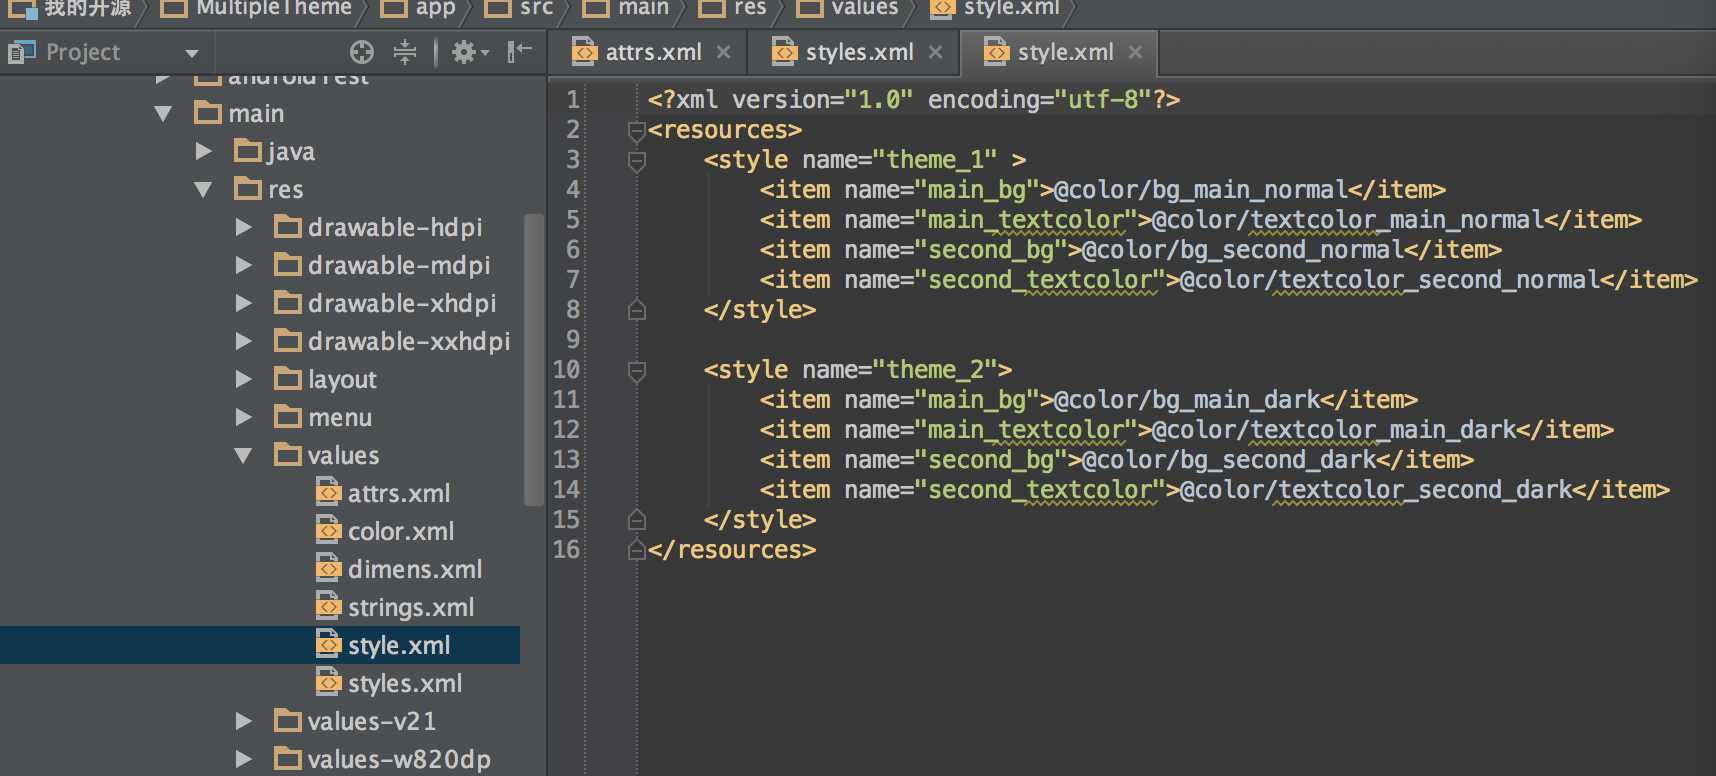 我的开源 MultipleTheme app src main res values style.xml
Project
attrs.xml styles.xml style.xml
androidTest
main
java
res
drawable-hdpi
drawable-mdpi
drawable-xhdpi
drawable-xxhdpi
layout
menu
values
attrs.xml
color.xml
dimens.xml
strings.xml
style.xml
styles.xml
values-v21
values-w820dp
1 <?xml version="1.0" encoding="utf-8"?>
2 <resources>
3 <style name="theme_1" >
4 <item name="main_bg">@color/bg_main_normal</item>
5 <item name="main_textcolor">@color/textcolor_main_normal</item>
6 <item name="second_bg">@color/bg_second_normal</item>
7 <item name="second_textcolor">@color/textcolor_second_normal</item>
8 </style>
9
10 <style name="theme_2">
11 <item name="main_bg">@color/bg_main_dark</item>
12 <item name="main_textcolor">@color/textcolor_main_dark</item>
13 <item name="second_bg">@color/bg_second_dark</item>
14 <item name="second_textcolor">@color/textcolor_second_dark</item>
15 </style>
16 </resources>